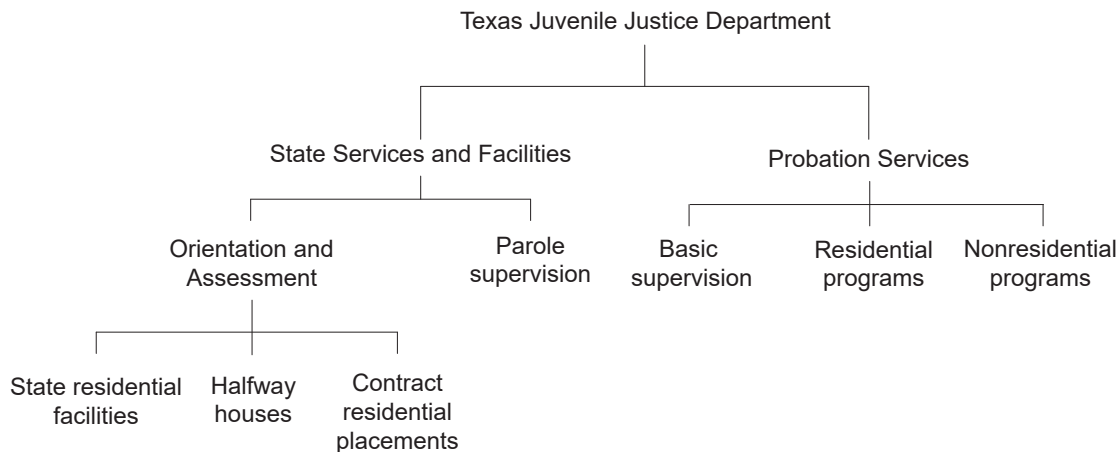 Texas Juvenile Justice Department
State Services and Facilities
Probation Services
Orientation and
Assessment
Parole
supervision
Basic
supervision
Residential
programs
Nonresidential
programs
State residential
facilities
Halfway
houses
Contract
residential
placements